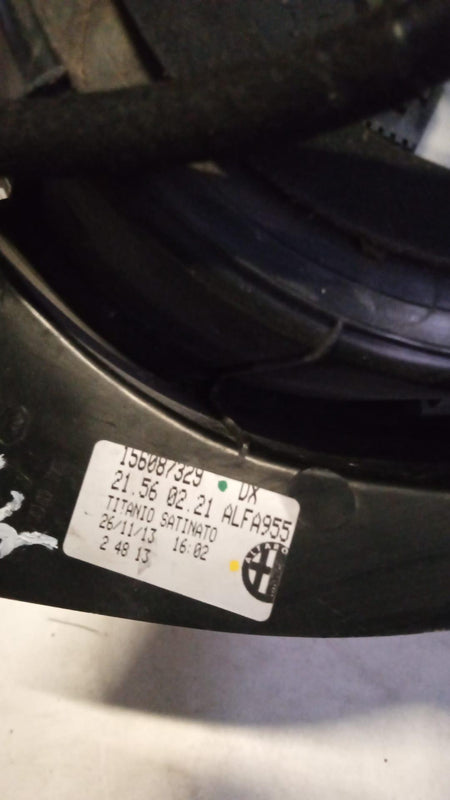 156087329 DX
21.56 02.21 ALFA955
TITANIO SATINATO
26/11/13 16:02
2 48 13